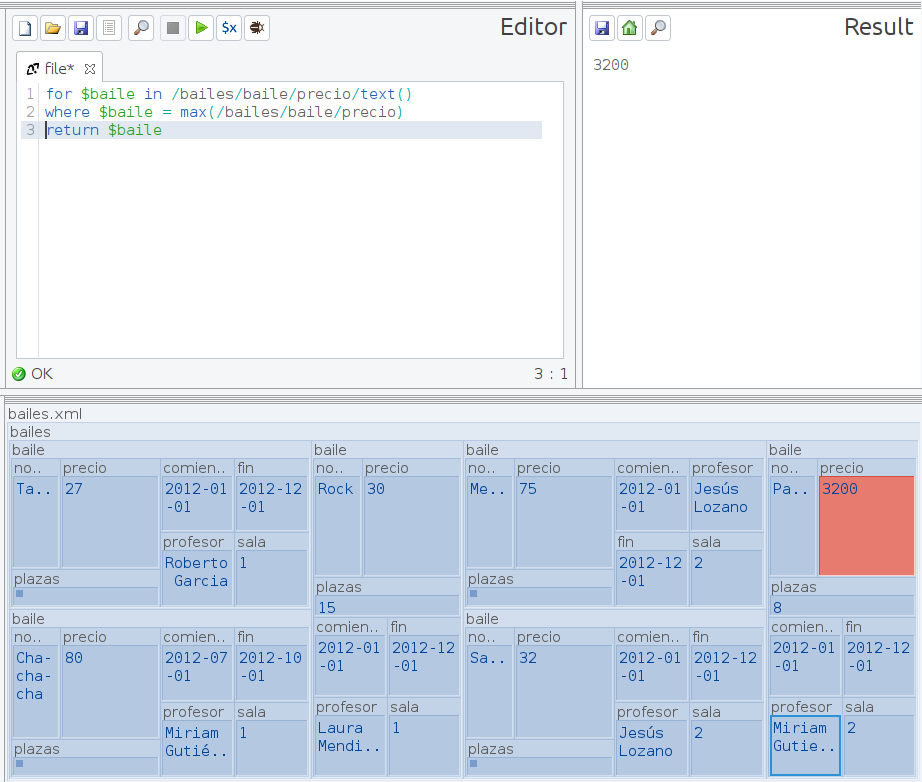 Editor
file*
1 for $baile in /bailes/baile/precio/text()
2 where $baile = max(/bailes/baile/precio)
3 return $baile
OK
3 : 1
Result
3200
bailes.xml
bailes
baile
no.. precio comien.. fin
Ta.. 27 2012-01
-01 2012-12
-01
profesor sala
Roberto
Garcia 1
plazas
baile
no.. precio comien.. fin
Cha-
cha-
cha 80 2012-07
-01 2012-10
-01
profesor sala
Miriam
Gutié.. 1
plazas
baile
no.. precio
Rock 30
plazas
15
comien.. fin
2012-01
-01 2012-12
-01
profesor sala
Laura
Mendi.. 1
baile
no.. precio comien.. profesor
Me.. 75 2012-01
-01 Jesús
Lozano
fin sala
2012-12
-01 2
plazas
baile
no.. precio comien.. fin
Sa.. 32 2012-01
-01 2012-12
-01
profesor sala
Jesús
Lozano 2
plazas
baile
no.. precio
Pa.. 3200
plazas
8
comien.. fin
2012-01
-01 2012-12
-01
profesor sala
Miriam
Gutie.. 2